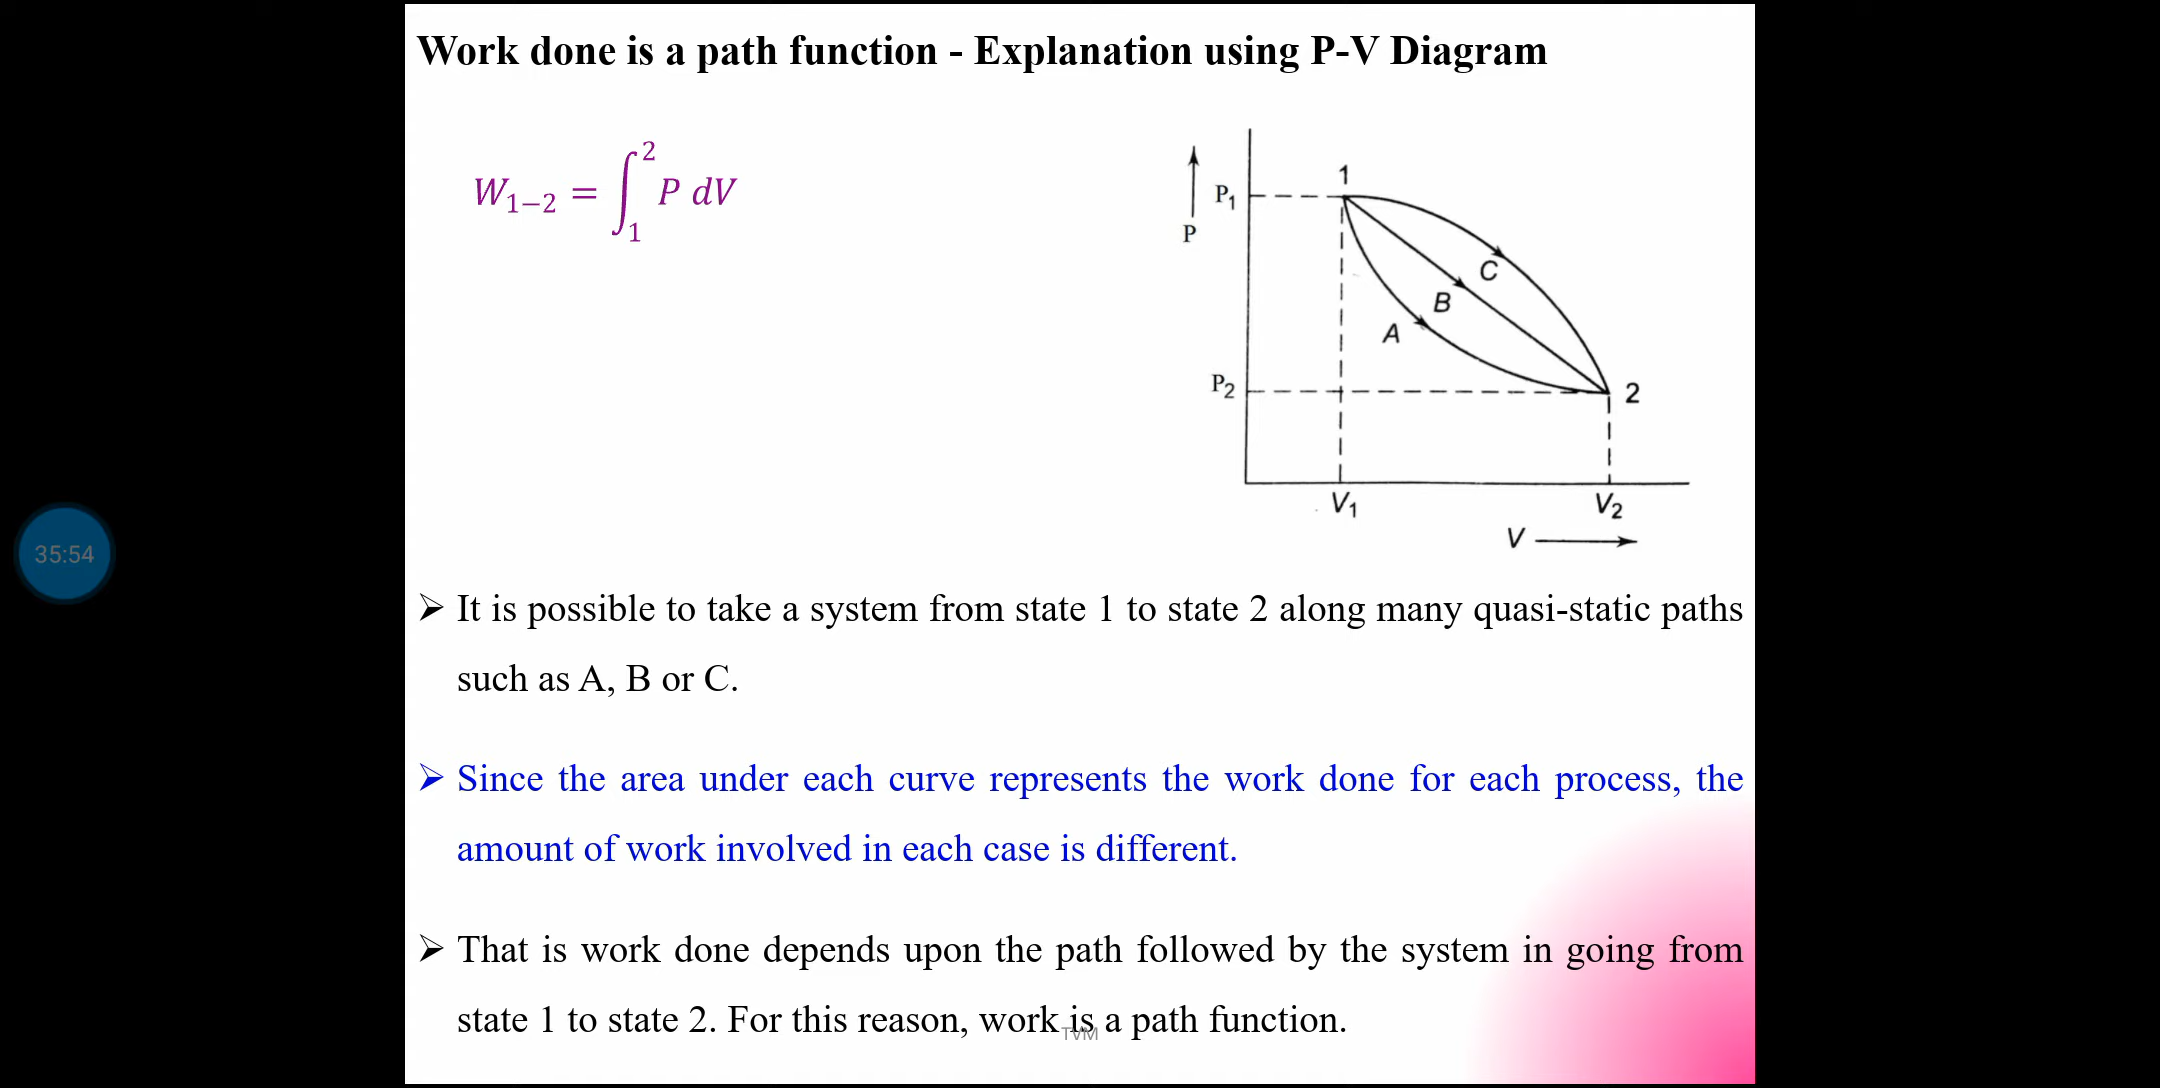 Work done is a path function - Explanation using P-V Diagram
W₁₋₂ = ∫₁² P dV
1
P₁
P
C
B
A
P₂
2
V₁
V₂
V
35:54
➢ It is possible to take a system from state 1 to state 2 along many quasi-static paths
such as A, B or C.
➢ Since the area under each curve represents the work done for each process, the
amount of work involved in each case is different.
➢ That is work done depends upon the path followed by the system in going from
state 1 to state 2. For this reason, work is a path function.
TVM